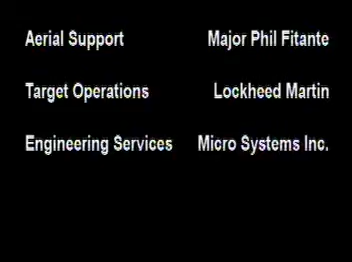 Aerial Support Major Phil Fitante
Target Operations Lockheed Martin
Engineering Services Micro Systems Inc.